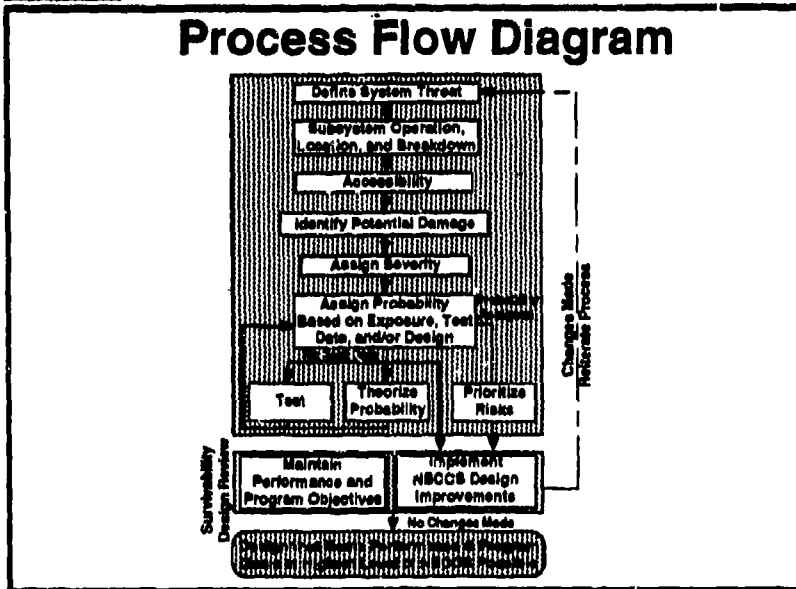 Process Flow Diagram
Define System Threat
Subsystem Operation,
Location, and Breakdown
Accessibility
Identify Potential Damage
Assign Severity
Assign Probability
Based on Exposure, Test
Data, and/or Design
Test
Theorize
Probability
Prioritize
Risks
Changes Made
Reiterate Process
Survivability
Design Review
Maintain
Performance and
Program Objectives
Implement
NBCCS Design
Improvements
No Changes Made